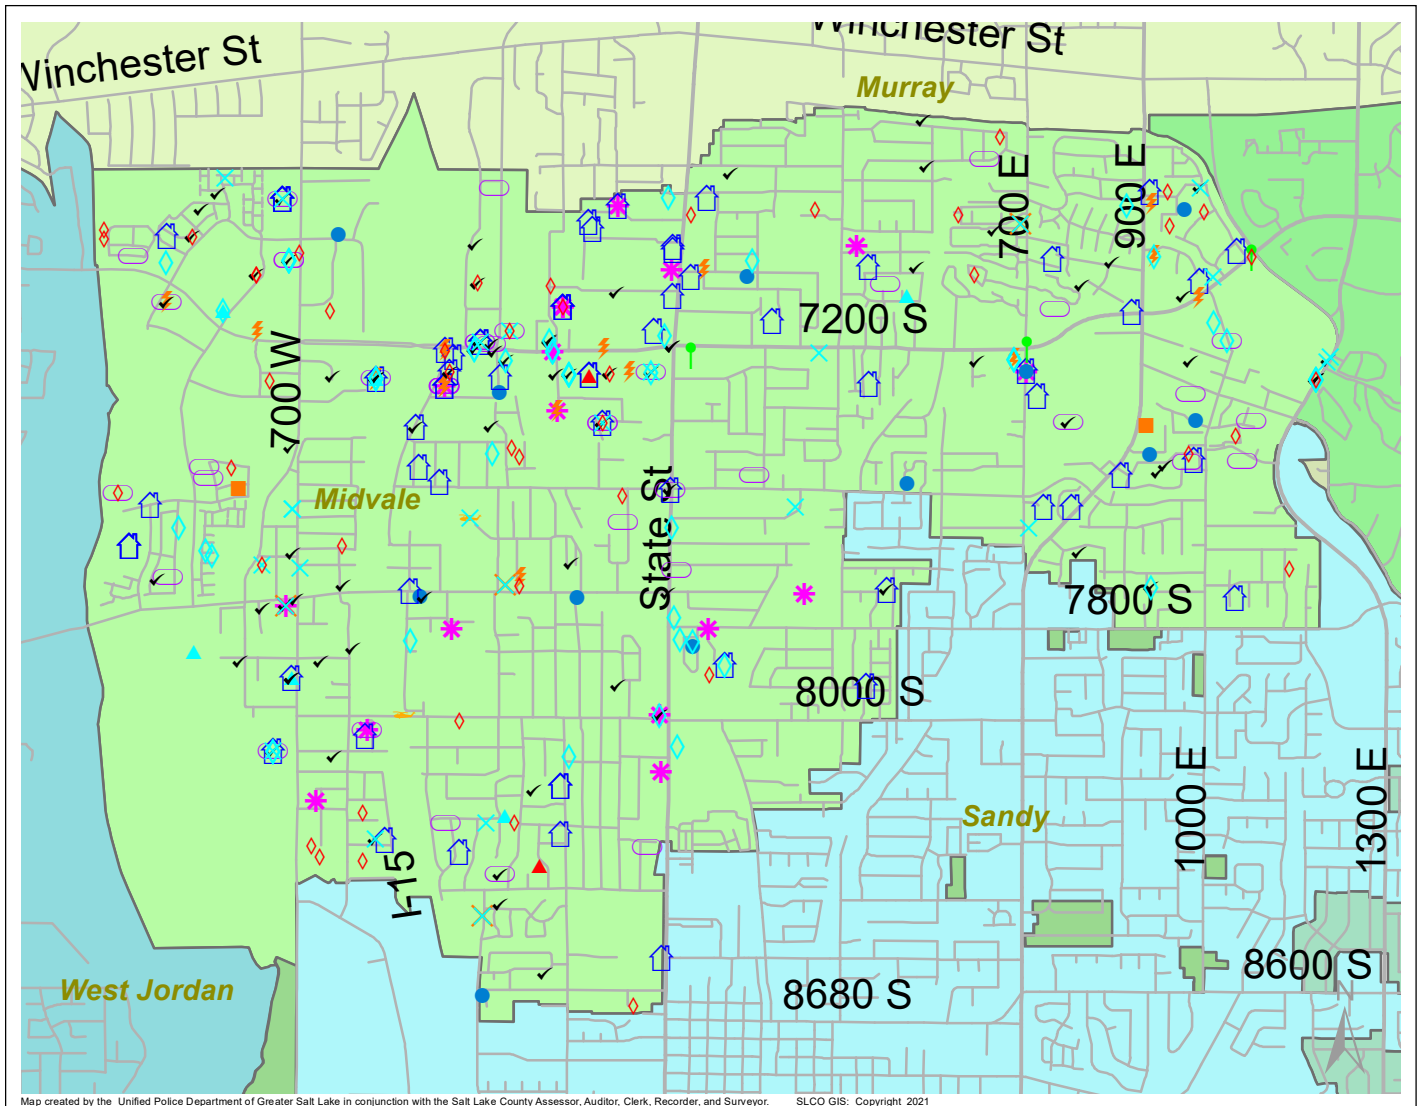 Winchester St
Winchester St
Murray
700 E
900 E
7200 S
700 W
Midvale
State St
7800 S
8000 S
1000 E
1300 E
Sandy
I-15
8600 S
West Jordan
8680 S
Map created by the Unified Police Department of Greater Salt Lake in conjunction with the Salt Lake County Assessor, Auditor, Clerk, Recorder, and Surveyor. SLCO GIS: Copyright 2021